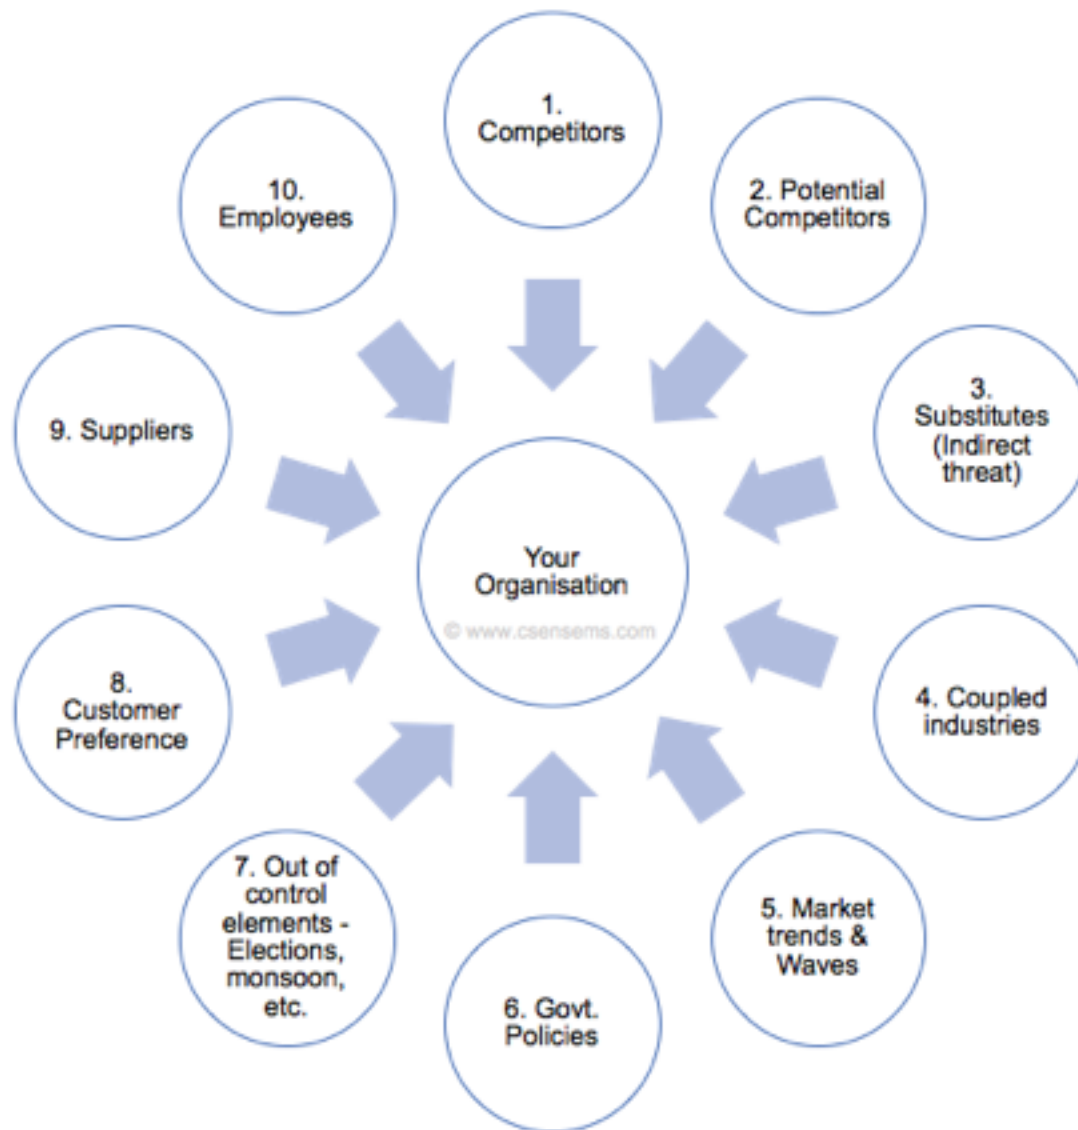 1.
Competitors
2. Potential
Competitors
3.
Substitutes
(Indirect
threat)
4. Coupled
industries
5. Market
trends &
Waves
6. Govt.
Policies
7. Out of
control
elements -
Elections,
monsoon,
etc.
8.
Customer
Preference
9. Suppliers
10.
Employees
Your
Organisation
© www.csensems.com